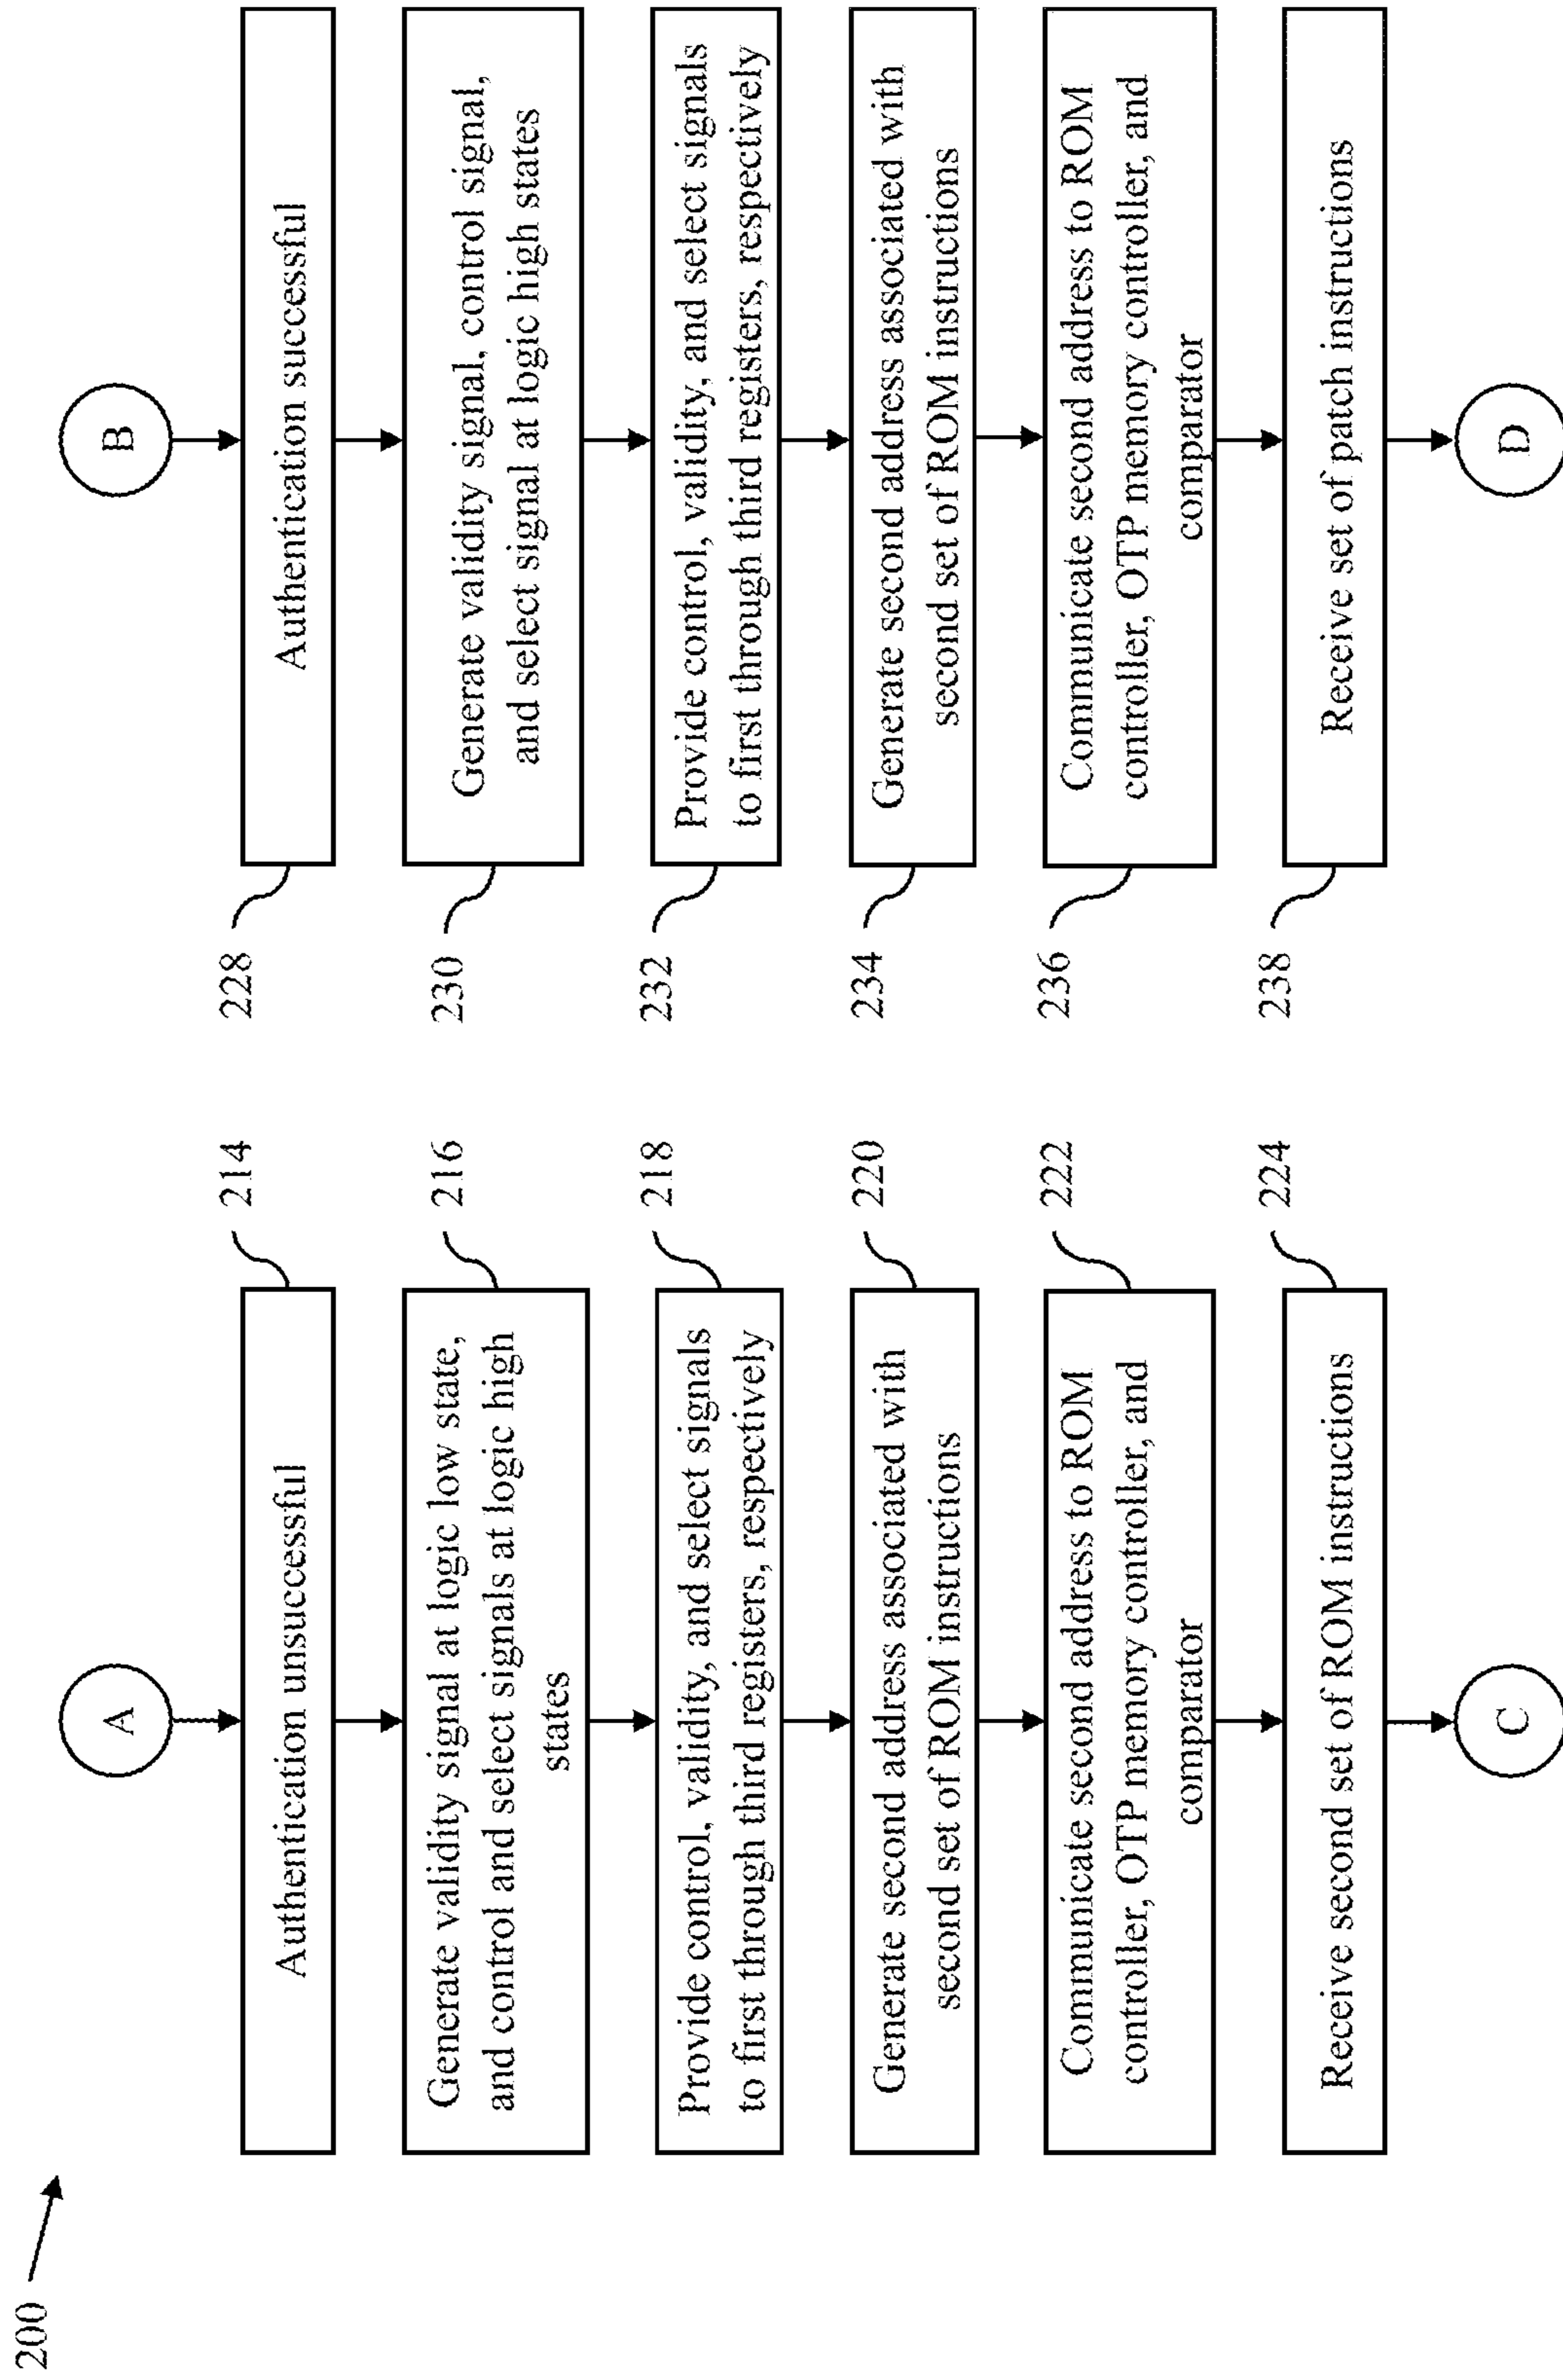 200
A
214
Authentication unsuccessful
216
Generate validity signal at logic low state,
and control and select signals at logic high
states
218
Provide control, validity, and select signals
to first through third registers, respectively
220
Generate second address associated with
second set of ROM instructions
222
Communicate second address to ROM
controller, OTP memory controller, and
comparator
224
Receive second set of ROM instructions
C
B
228
Authentication successful
230
Generate validity signal, control signal,
and select signal at logic high states
232
Provide control, validity, and select signals
to first through third registers, respectively
234
Generate second address associated with
second set of ROM instructions
236
Communicate second address to ROM
controller, OTP memory controller, and
comparator
238
Receive set of patch instructions
D